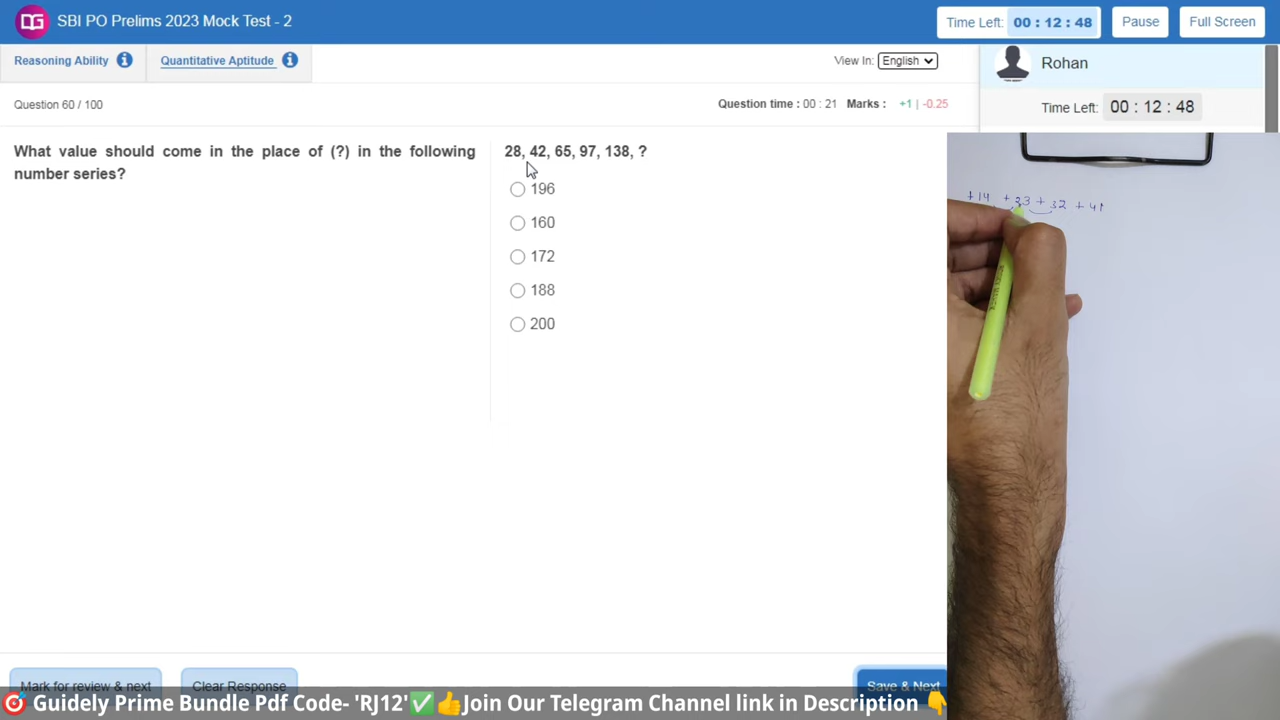 SBI PO Prelims 2023 Mock Test - 2
Time Left: 00 : 12 : 48
Pause
Full Screen
Reasoning Ability
Quantitative Aptitude
View In: English
Rohan
Question 60 / 100
Question time : 00 : 21 Marks : +1 | -0.25
Time Left: 00 : 12 : 48
What value should come in the place of (?) in the following
number series?
28, 42, 65, 97, 138, ?
196
160
172
188
200
+14 +23 +32 +41
Mark for review & next
Clear Response
Save & Next
🎯 Guidely Prime Bundle Pdf Code- 'RJ12'✅👍Join Our Telegram Channel link in Description 👇